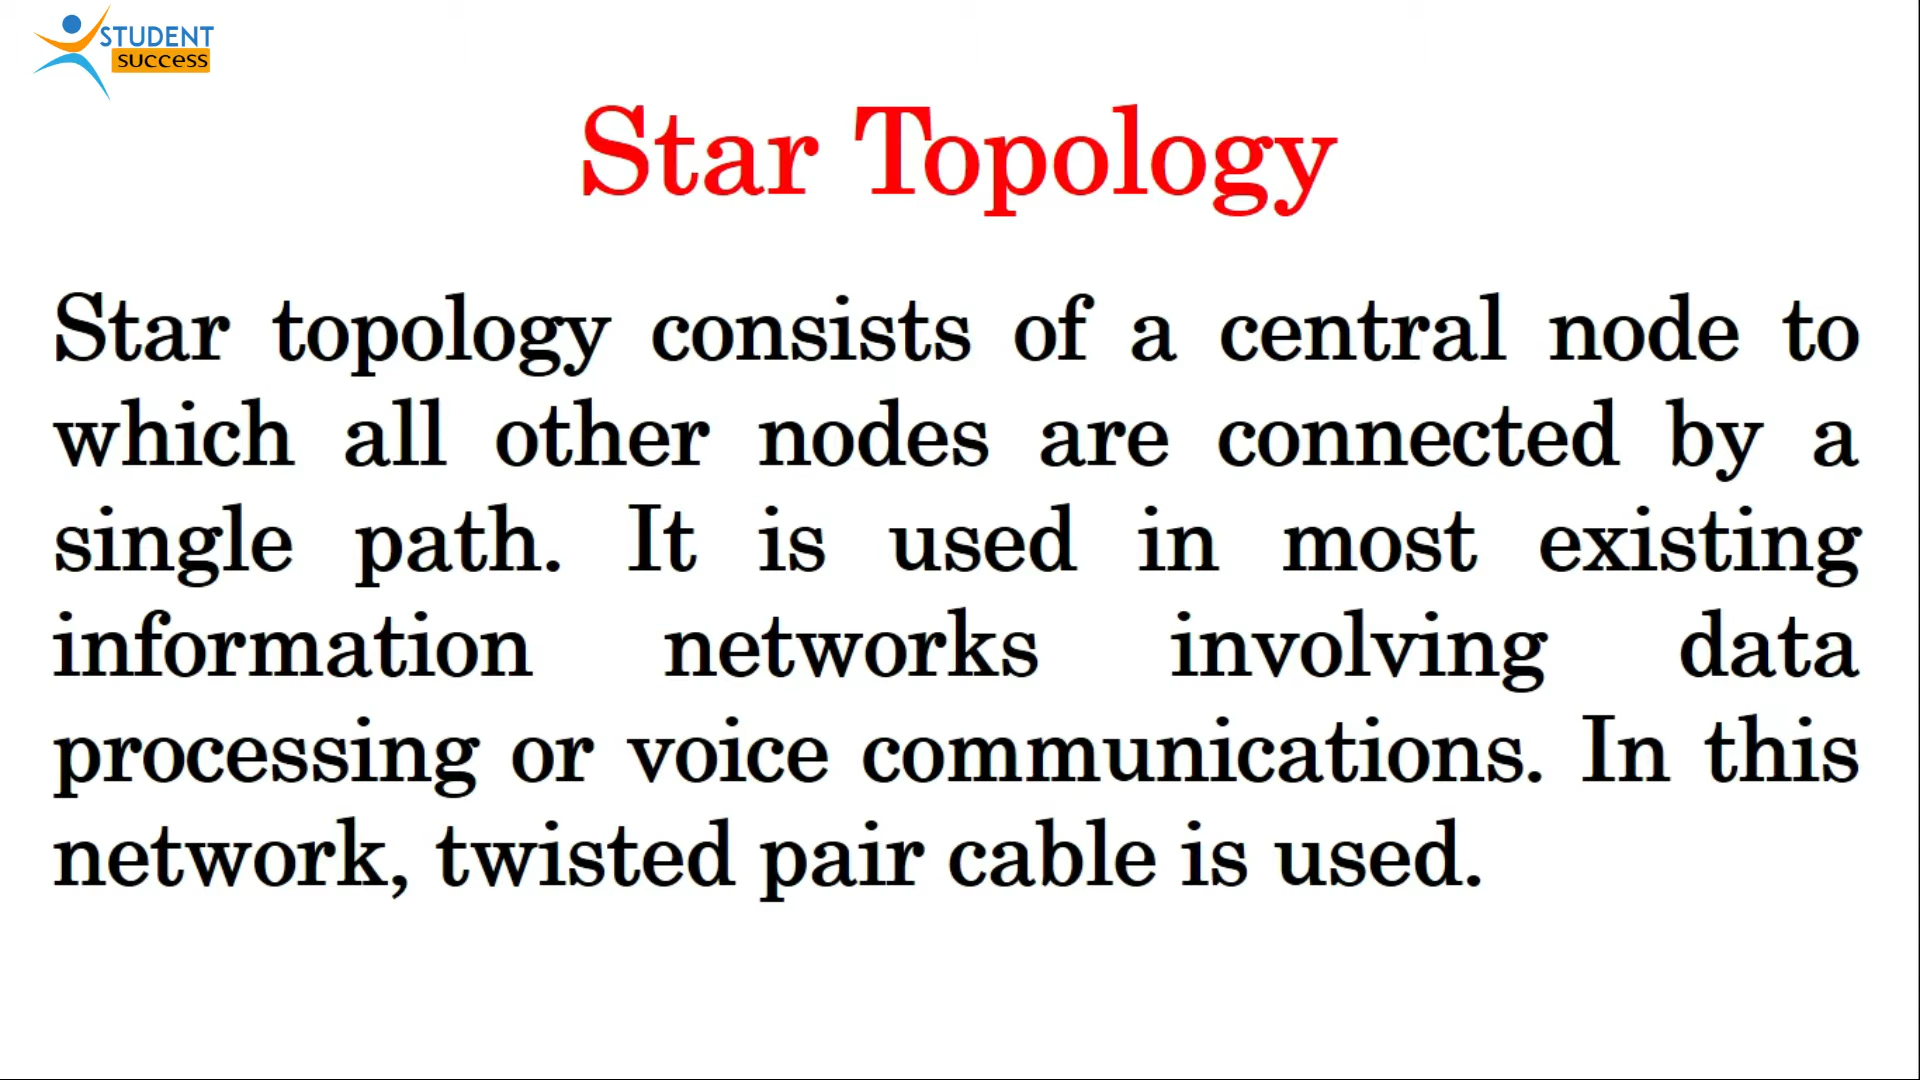 STUDENT
success
Star Topology
Star topology consists of a central node to
which all other nodes are connected by a
single path. It is used in most existing
information networks involving data
processing or voice communications. In this
network, twisted pair cable is used.